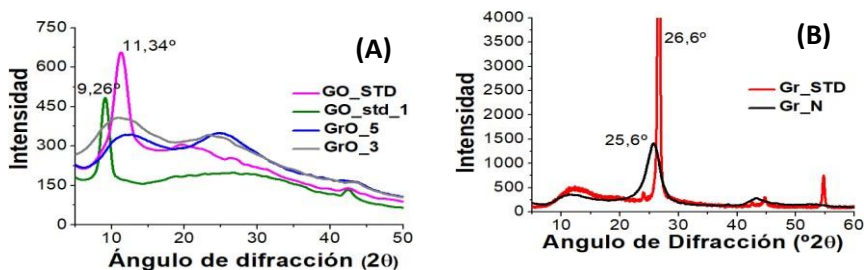 (A)
Intensidad
750
600
450
300
150
0
11,34º
9,26º
GO_STD
GO_std_1
GrO_5
GrO_3
10 20 30 40 50
Ángulo de difracción (2θ)
(B)
Intensidad
4000
3500
3000
2500
2000
1500
1000
500
0
26,6º
25,6º
Gr_STD
Gr_N
10 20 30 40 50 60
Angulo de Difracción (º2θ)